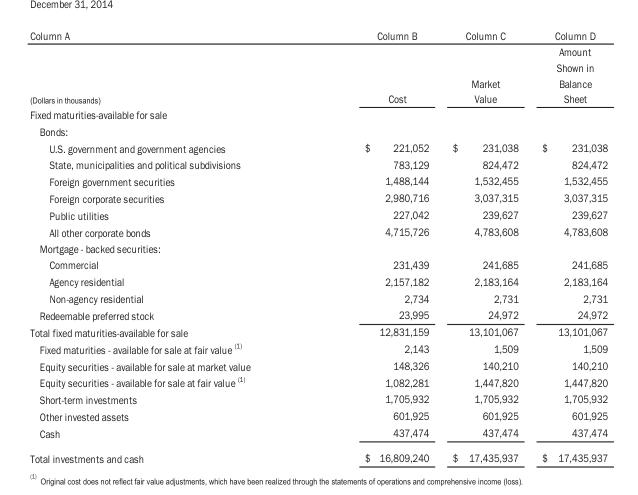 December 31, 2014
Column A Column B Column C Column D
Amount
Shown in
Market Balance
(Dollars in thousands) Cost Value Sheet
Fixed maturities-available for sale
Bonds:
U.S. government and government agencies $ 221,052 $ 231,038 $ 231,038
State, municipalities and political subdivisions 783,129 824,472 824,472
Foreign government securities 1,488,144 1,532,455 1,532,455
Foreign corporate securities 2,980,716 3,037,315 3,037,315
Public utilities 227,042 239,627 239,627
All other corporate bonds 4,715,726 4,783,608 4,783,608
Mortgage - backed securities:
Commercial 231,439 241,685 241,685
Agency residential 2,157,182 2,183,164 2,183,164
Non-agency residential 2,734 2,731 2,731
Redeemable preferred stock 23,995 24,972 24,972
Total fixed maturities-available for sale 12,831,159 13,101,067 13,101,067
Fixed maturities - available for sale at fair value (1) 2,143 1,509 1,509
Equity securities - available for sale at market value 148,326 140,210 140,210
Equity securities - available for sale at fair value (1) 1,082,281 1,447,820 1,447,820
Short-term investments 1,705,932 1,705,932 1,705,932
Other invested assets 601,925 601,925 601,925
Cash 437,474 437,474 437,474
Total investments and cash $ 16,809,240 $ 17,435,937 $ 17,435,937
(1) Original cost does not reflect fair value adjustments, which have been realized through the statements of operations and comprehensive income (loss).